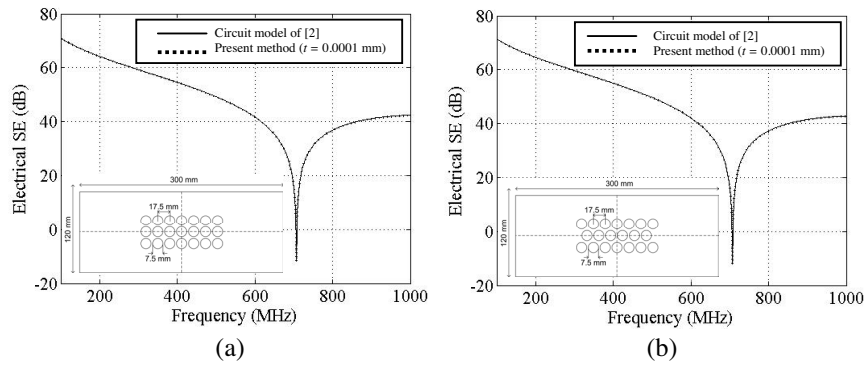 80
60
40
20
0
-20
Electrical SE (dB)
Circuit model of [2]
Present method (t = 0.0001 mm)
300 mm
120 mm
17.5 mm
7.5 mm
200 400 600 800 1000
Frequency (MHz)
(a)
80
60
40
20
0
-20
Electrical SE (dB)
Circuit model of [2]
Present method (t = 0.0001 mm)
300 mm
120 mm
17.5 mm
7.5 mm
200 400 600 800 1000
Frequency (MHz)
(b)